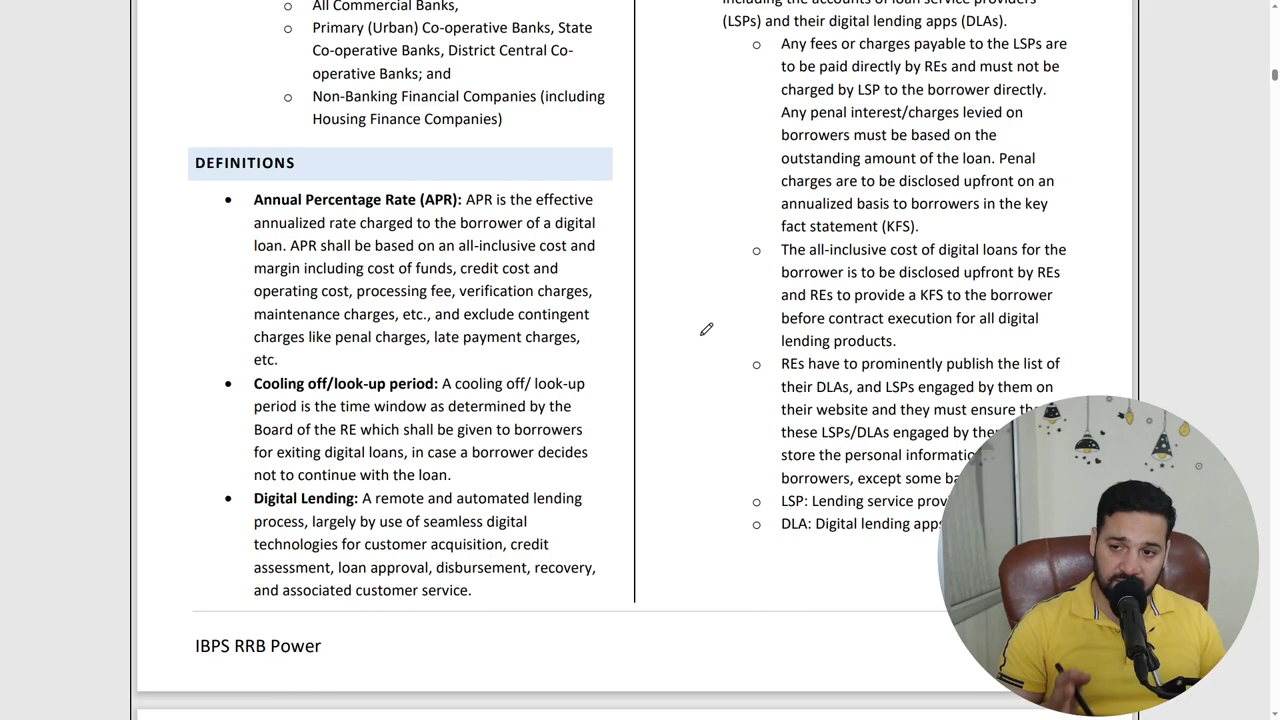 All Commercial Banks,
Primary (Urban) Co-operative Banks, State
Co-operative Banks, District Central Co-
operative Banks; and
Non-Banking Financial Companies (including
Housing Finance Companies)
DEFINITIONS
Annual Percentage Rate (APR): APR is the effective
annualized rate charged to the borrower of a digital
loan. APR shall be based on an all-inclusive cost and
margin including cost of funds, credit cost and
operating cost, processing fee, verification charges,
maintenance charges, etc., and exclude contingent
charges like penal charges, late payment charges,
etc.
Cooling off/look-up period: A cooling off/ look-up
period is the time window as determined by the
Board of the RE which shall be given to borrowers
for exiting digital loans, in case a borrower decides
not to continue with the loan.
Digital Lending: A remote and automated lending
process, largely by use of seamless digital
technologies for customer acquisition, credit
assessment, loan approval, disbursement, recovery,
and associated customer service.
including the accounts of loan service providers
(LSPs) and their digital lending apps (DLAs).
Any fees or charges payable to the LSPs are
to be paid directly by REs and must not be
charged by LSP to the borrower directly.
Any penal interest/charges levied on
borrowers must be based on the
outstanding amount of the loan. Penal
charges are to be disclosed upfront on an
annualized basis to borrowers in the key
fact statement (KFS).
The all-inclusive cost of digital loans for the
borrower is to be disclosed upfront by REs
and REs to provide a KFS to the borrower
before contract execution for all digital
lending products.
REs have to prominently publish the list of
their DLAs, and LSPs engaged by them on
their website and they must ensure
these LSPs/DLAs engaged by
store the personal
borrowers, except some
LSP: Lending service
DLA: Digital lending apps
IBPS RRB Power